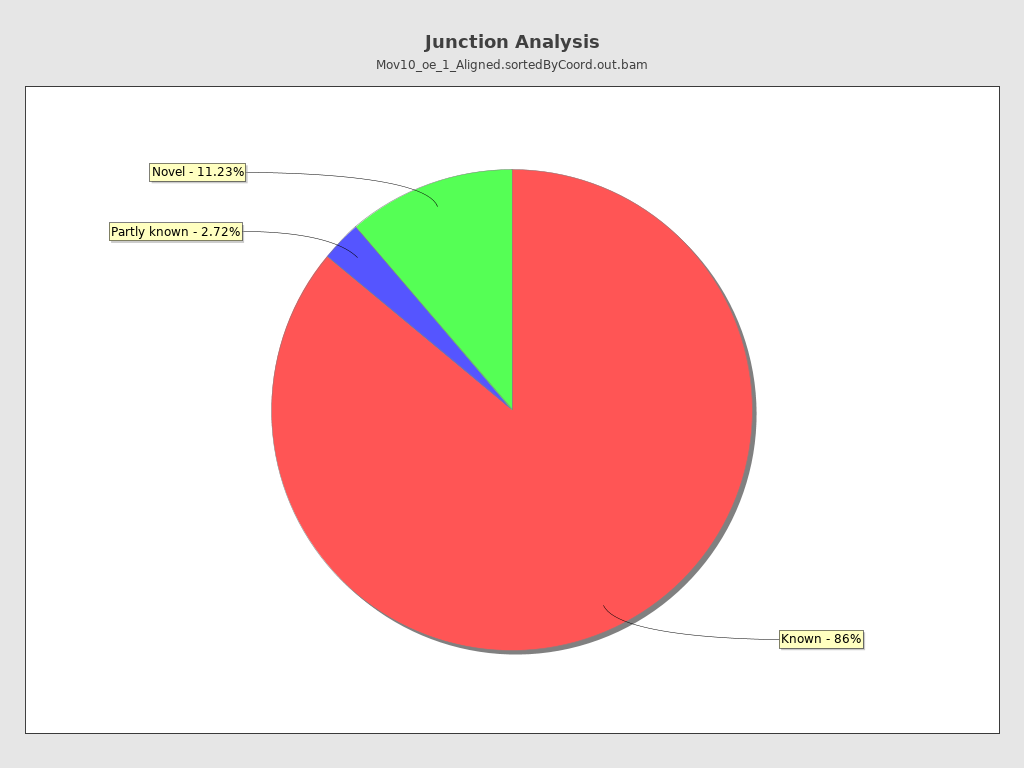 Junction Analysis
Mov10_oe_1_Aligned.sortedByCoord.out.bam
Novel - 11.23%
Partly known - 2.72%
Known - 86%